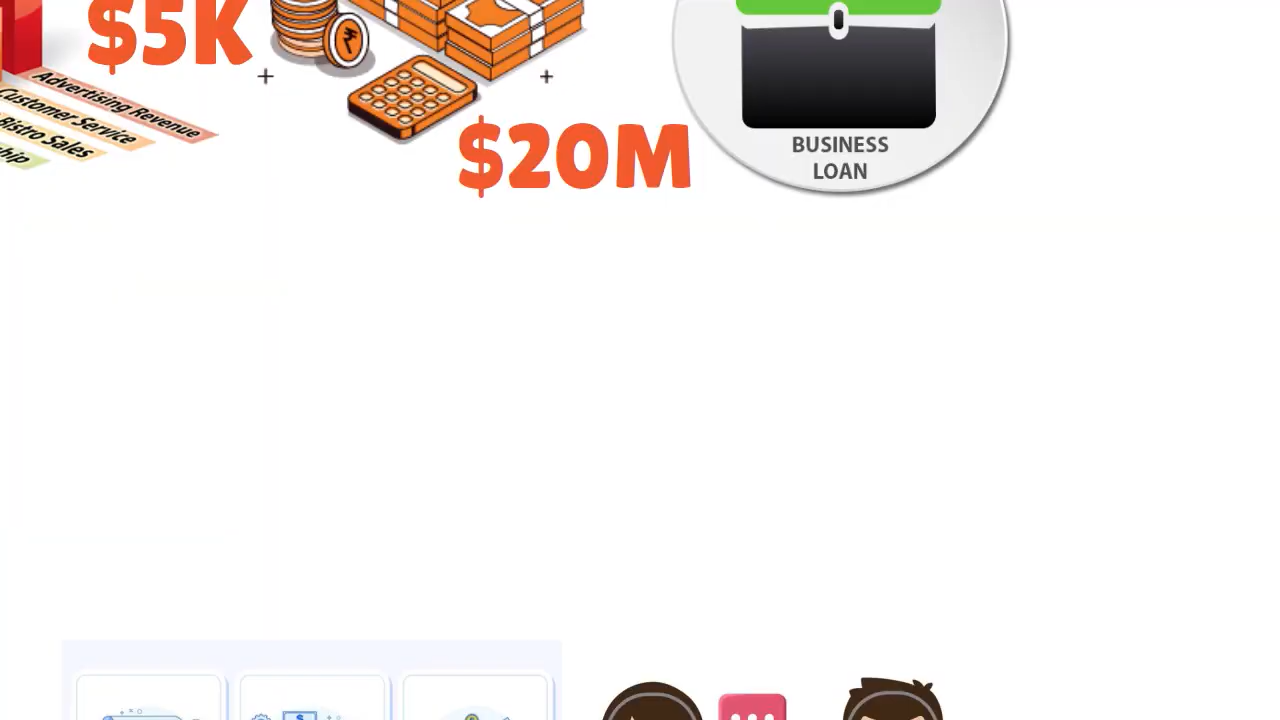 $5K
Advertising Revenue
Customer Service
Bistro Sales
$20M
BUSINESS
LOAN